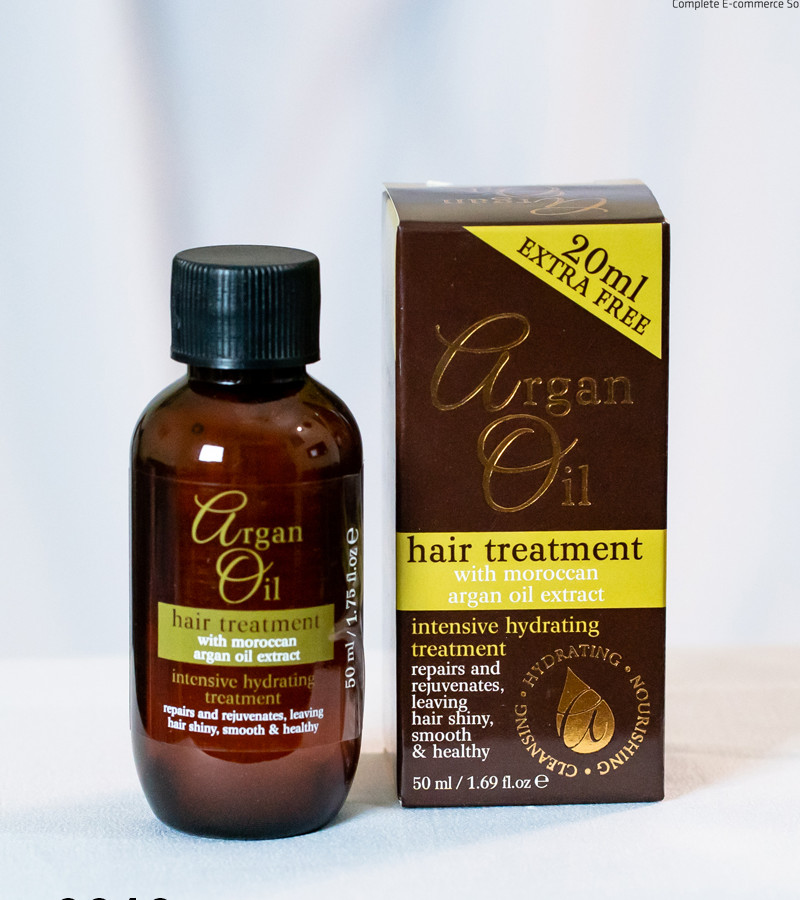 Complete E-commerce So
Argan
20ml
EXTRA FREE
Argan
Oil
hair treatment
with moroccan
argan oil extract
intensive hydrating
treatment
repairs and
rejuvenates,
leaving
hair shiny,
smooth
& healthy
50 ml / 1.69 fl.oz ℮
• HYDRATING • NOURISHING • CLEANSING
Argan
Oil
hair treatment
with moroccan
argan oil extract
intensive hydrating
treatment
repairs and rejuvenates, leaving
hair shiny, smooth & healthy
50 ml / 1.75 fl.oz ℮